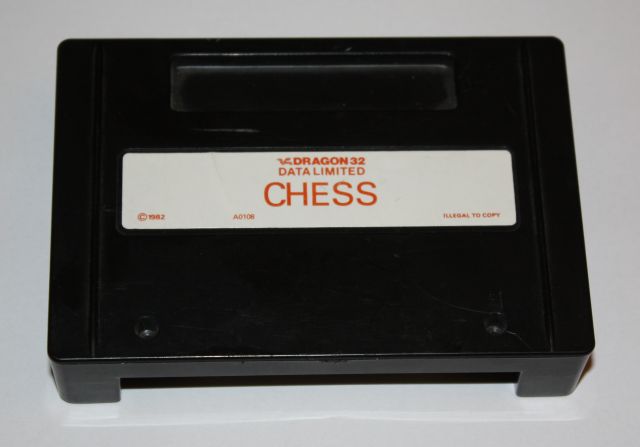 DRAGON 32
DATA LIMITED
CHESS
©1982 A0108 ILLEGAL TO COPY